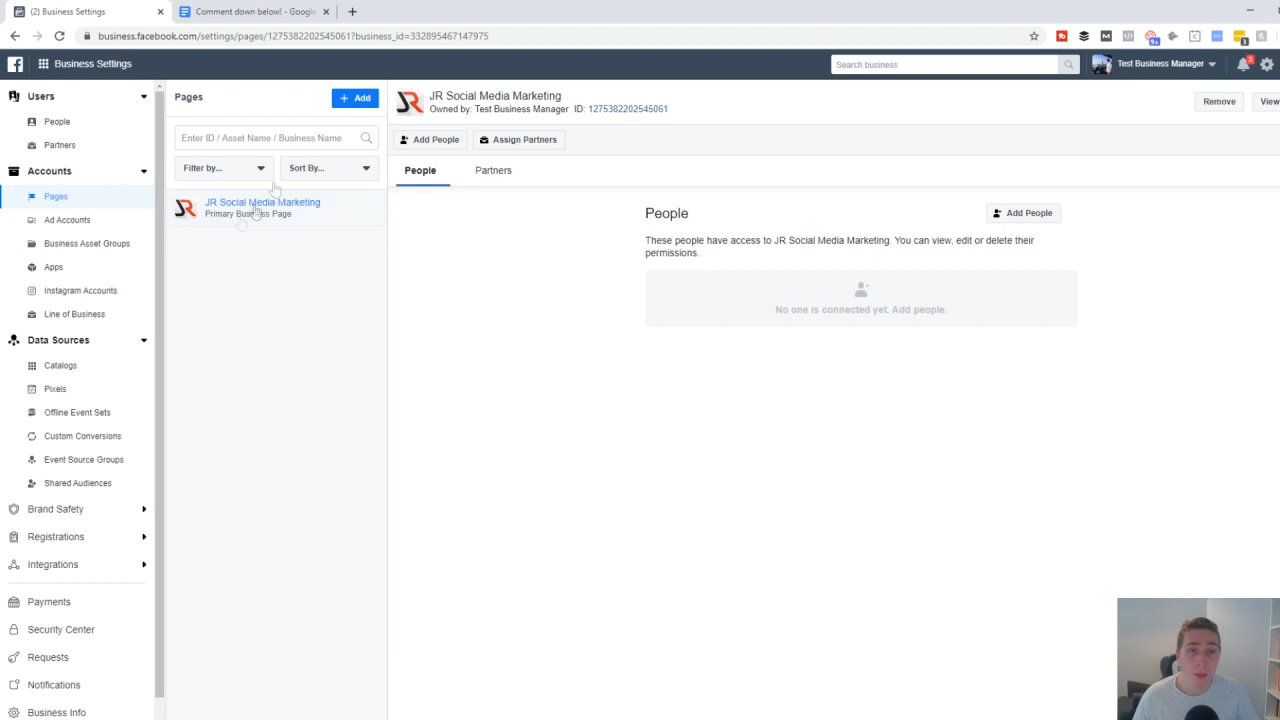 (2) Business Settings
Comment down below! - Google
business.facebook.com/settings/pages/1275382202545061?business_id=332895467147975
Business Settings
Search business
Test Business Manager
2
Users
People
Partners
Accounts
Pages
Ad Accounts
Business Asset Groups
Apps
Instagram Accounts
Line of Business
Data Sources
Catalogs
Pixels
Offline Event Sets
Custom Conversions
Event Source Groups
Shared Audiences
Brand Safety
Registrations
Integrations
Payments
Security Center
Requests
Notifications
Business Info
Pages
+ Add
Enter ID / Asset Name / Business Name
Filter by...
Sort By...
JR Social Media Marketing
Primary Business Page
JR Social Media Marketing
Owned by: Test Business Manager ID: 1275382202545061
Remove
View
Add People
Assign Partners
People
Partners
People
Add People
These people have access to JR Social Media Marketing. You can view, edit or delete their
permissions.
No one is connected yet. Add people.